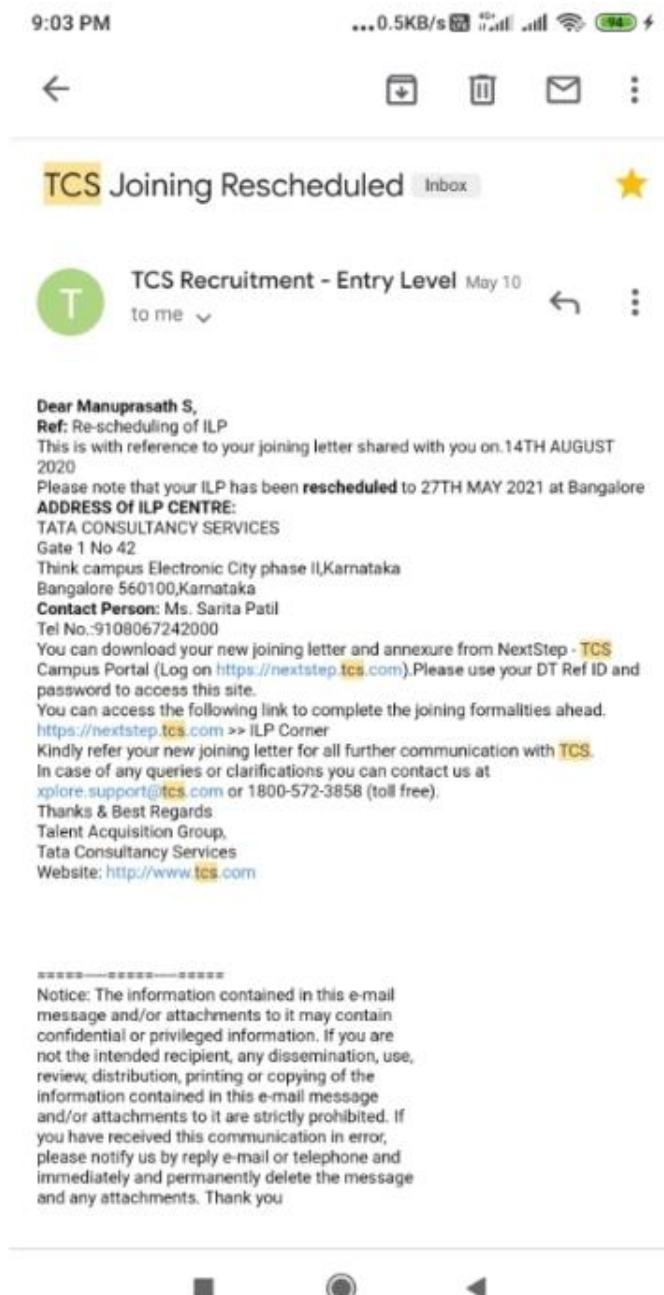 9:03 PM
...0.5KB/s 4G+ 94
TCS Joining Rescheduled Inbox
T
TCS Recruitment - Entry Level May 10
to me
Dear Manuprasath S,
Ref: Re-scheduling of ILP
This is with reference to your joining letter shared with you on.14TH AUGUST
2020
Please note that your ILP has been rescheduled to 27TH MAY 2021 at Bangalore
ADDRESS Of ILP CENTRE:
TATA CONSULTANCY SERVICES
Gate 1 No 42
Think campus Electronic City phase II,Karnataka
Bangalore 560100,Karnataka
Contact Person: Ms. Sarita Patil
Tel No.:9108067242000
You can download your new joining letter and annexure from NextStep - TCS
Campus Portal (Log on https://nextstep.tcs.com).Please use your DT Ref ID and
password to access this site.
You can access the following link to complete the joining formalities ahead.
https://nextstep.tcs.com >> ILP Corner
Kindly refer your new joining letter for all further communication with TCS.
In case of any queries or clarifications you can contact us at
xplore.support@tcs.com or 1800-572-3858 (toll free).
Thanks & Best Regards
Talent Acquisition Group,
Tata Consultancy Services
Website: http://www.tcs.com
=====-----=====-----=====
Notice: The information contained in this e-mail
message and/or attachments to it may contain
confidential or privileged information. If you are
not the intended recipient, any dissemination, use,
review, distribution, printing or copying of the
information contained in this e-mail message
and/or attachments to it are strictly prohibited. If
you have received this communication in error,
please notify us by reply e-mail or telephone and
immediately and permanently delete the message
and any attachments. Thank you